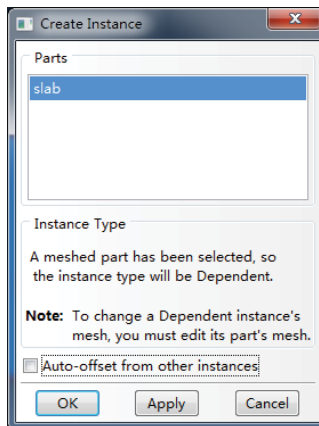 Create Instance
Parts
slab
Instance Type
A meshed part has been selected, so
the instance type will be Dependent.
Note: To change a Dependent instance's
mesh, you must edit its part's mesh.
Auto-offset from other instances
OK Apply Cancel